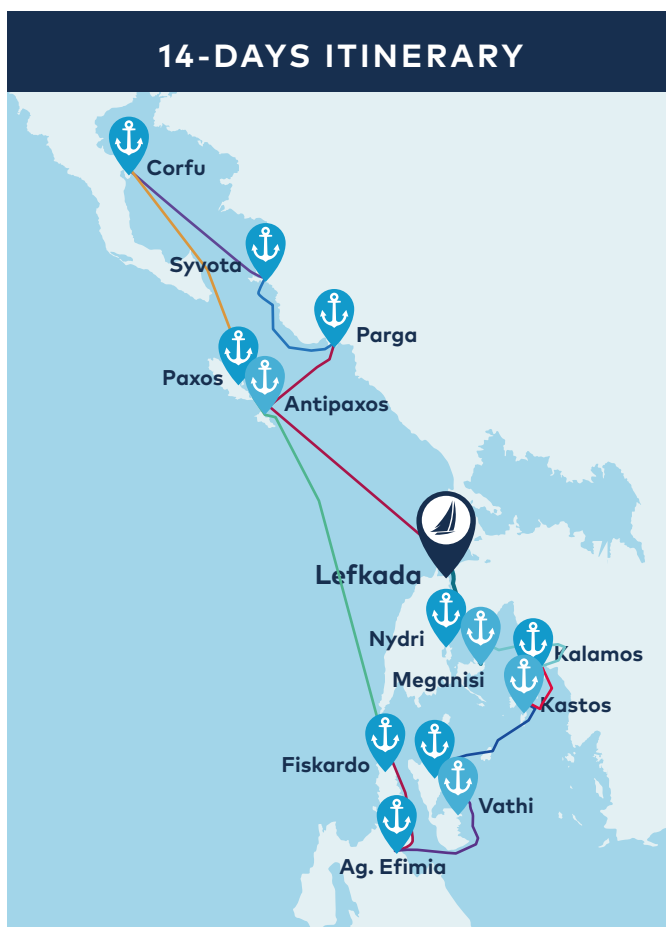 14-DAYS ITINERARY
Corfu
Syvota
Parga
Paxos
Antipaxos
Lefkada
Nydri
Kalamos
Meganisi
Kastos
Fiskardo
Vathi
Ag. Efimia